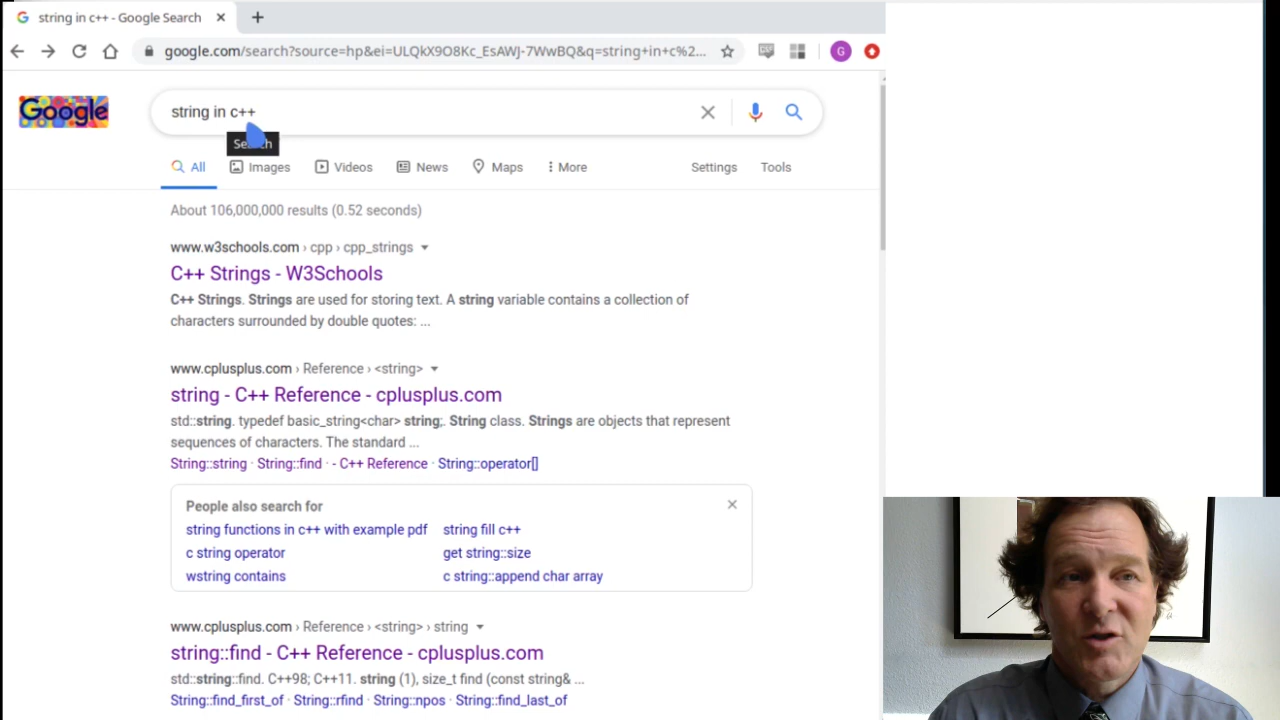 string in c++ - Google Search
google.com/search?source=hp&ei=ULQkX9O8Kc_EsAWJ-7WwBQ&q=string+in+c%2...
G
Google
string in c++
Search
All Images Videos News Maps More Settings Tools
About 106,000,000 results (0.52 seconds)
www.w3schools.com › cpp › cpp_strings
C++ Strings - W3Schools
C++ Strings. Strings are used for storing text. A string variable contains a collection of
characters surrounded by double quotes: ...
www.cplusplus.com › Reference › <string>
string - C++ Reference - cplusplus.com
std::string. typedef basic_string<char> string;. String class. Strings are objects that represent
sequences of characters. The standard ...
String::string · String::find · - C++ Reference · String::operator[]
People also search for
string functions in c++ with example pdf string fill c++
c string operator get string::size
wstring contains c string::append char array
www.cplusplus.com › Reference › <string> › string
string::find - C++ Reference - cplusplus.com
std::string::find. C++98; C++11. string (1), size_t find (const string& ...
String::find_first_of · String::rfind · String::npos · String::find_last_of